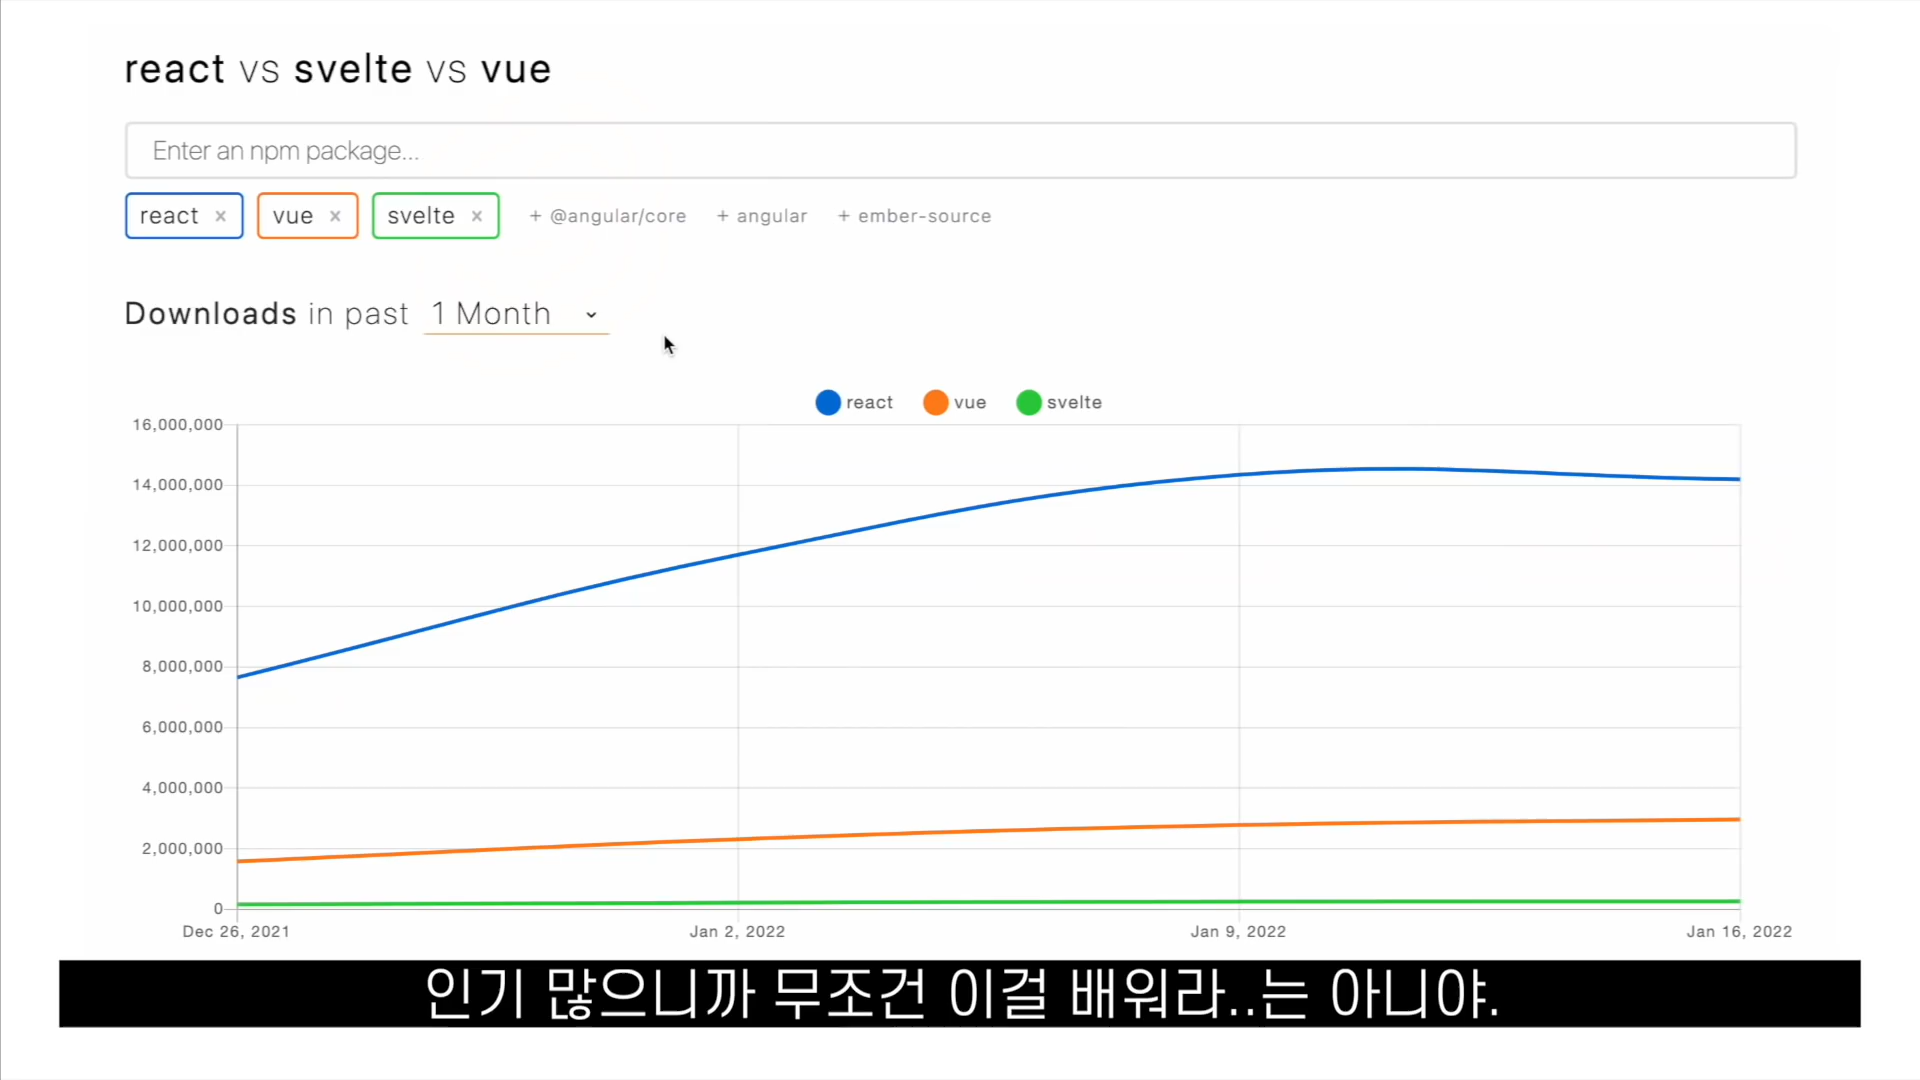 react vs svelte vs vue
Enter an npm package...
react × vue × svelte × + @angular/core + angular + ember-source
Downloads in past 1 Month
react vue svelte
16,000,000
14,000,000
12,000,000
10,000,000
8,000,000
6,000,000
4,000,000
2,000,000
0
Dec 26, 2021 Jan 2, 2022 Jan 9, 2022 Jan 16, 2022
인기 많으니까 무조건 이걸 배워라..는 아니야.